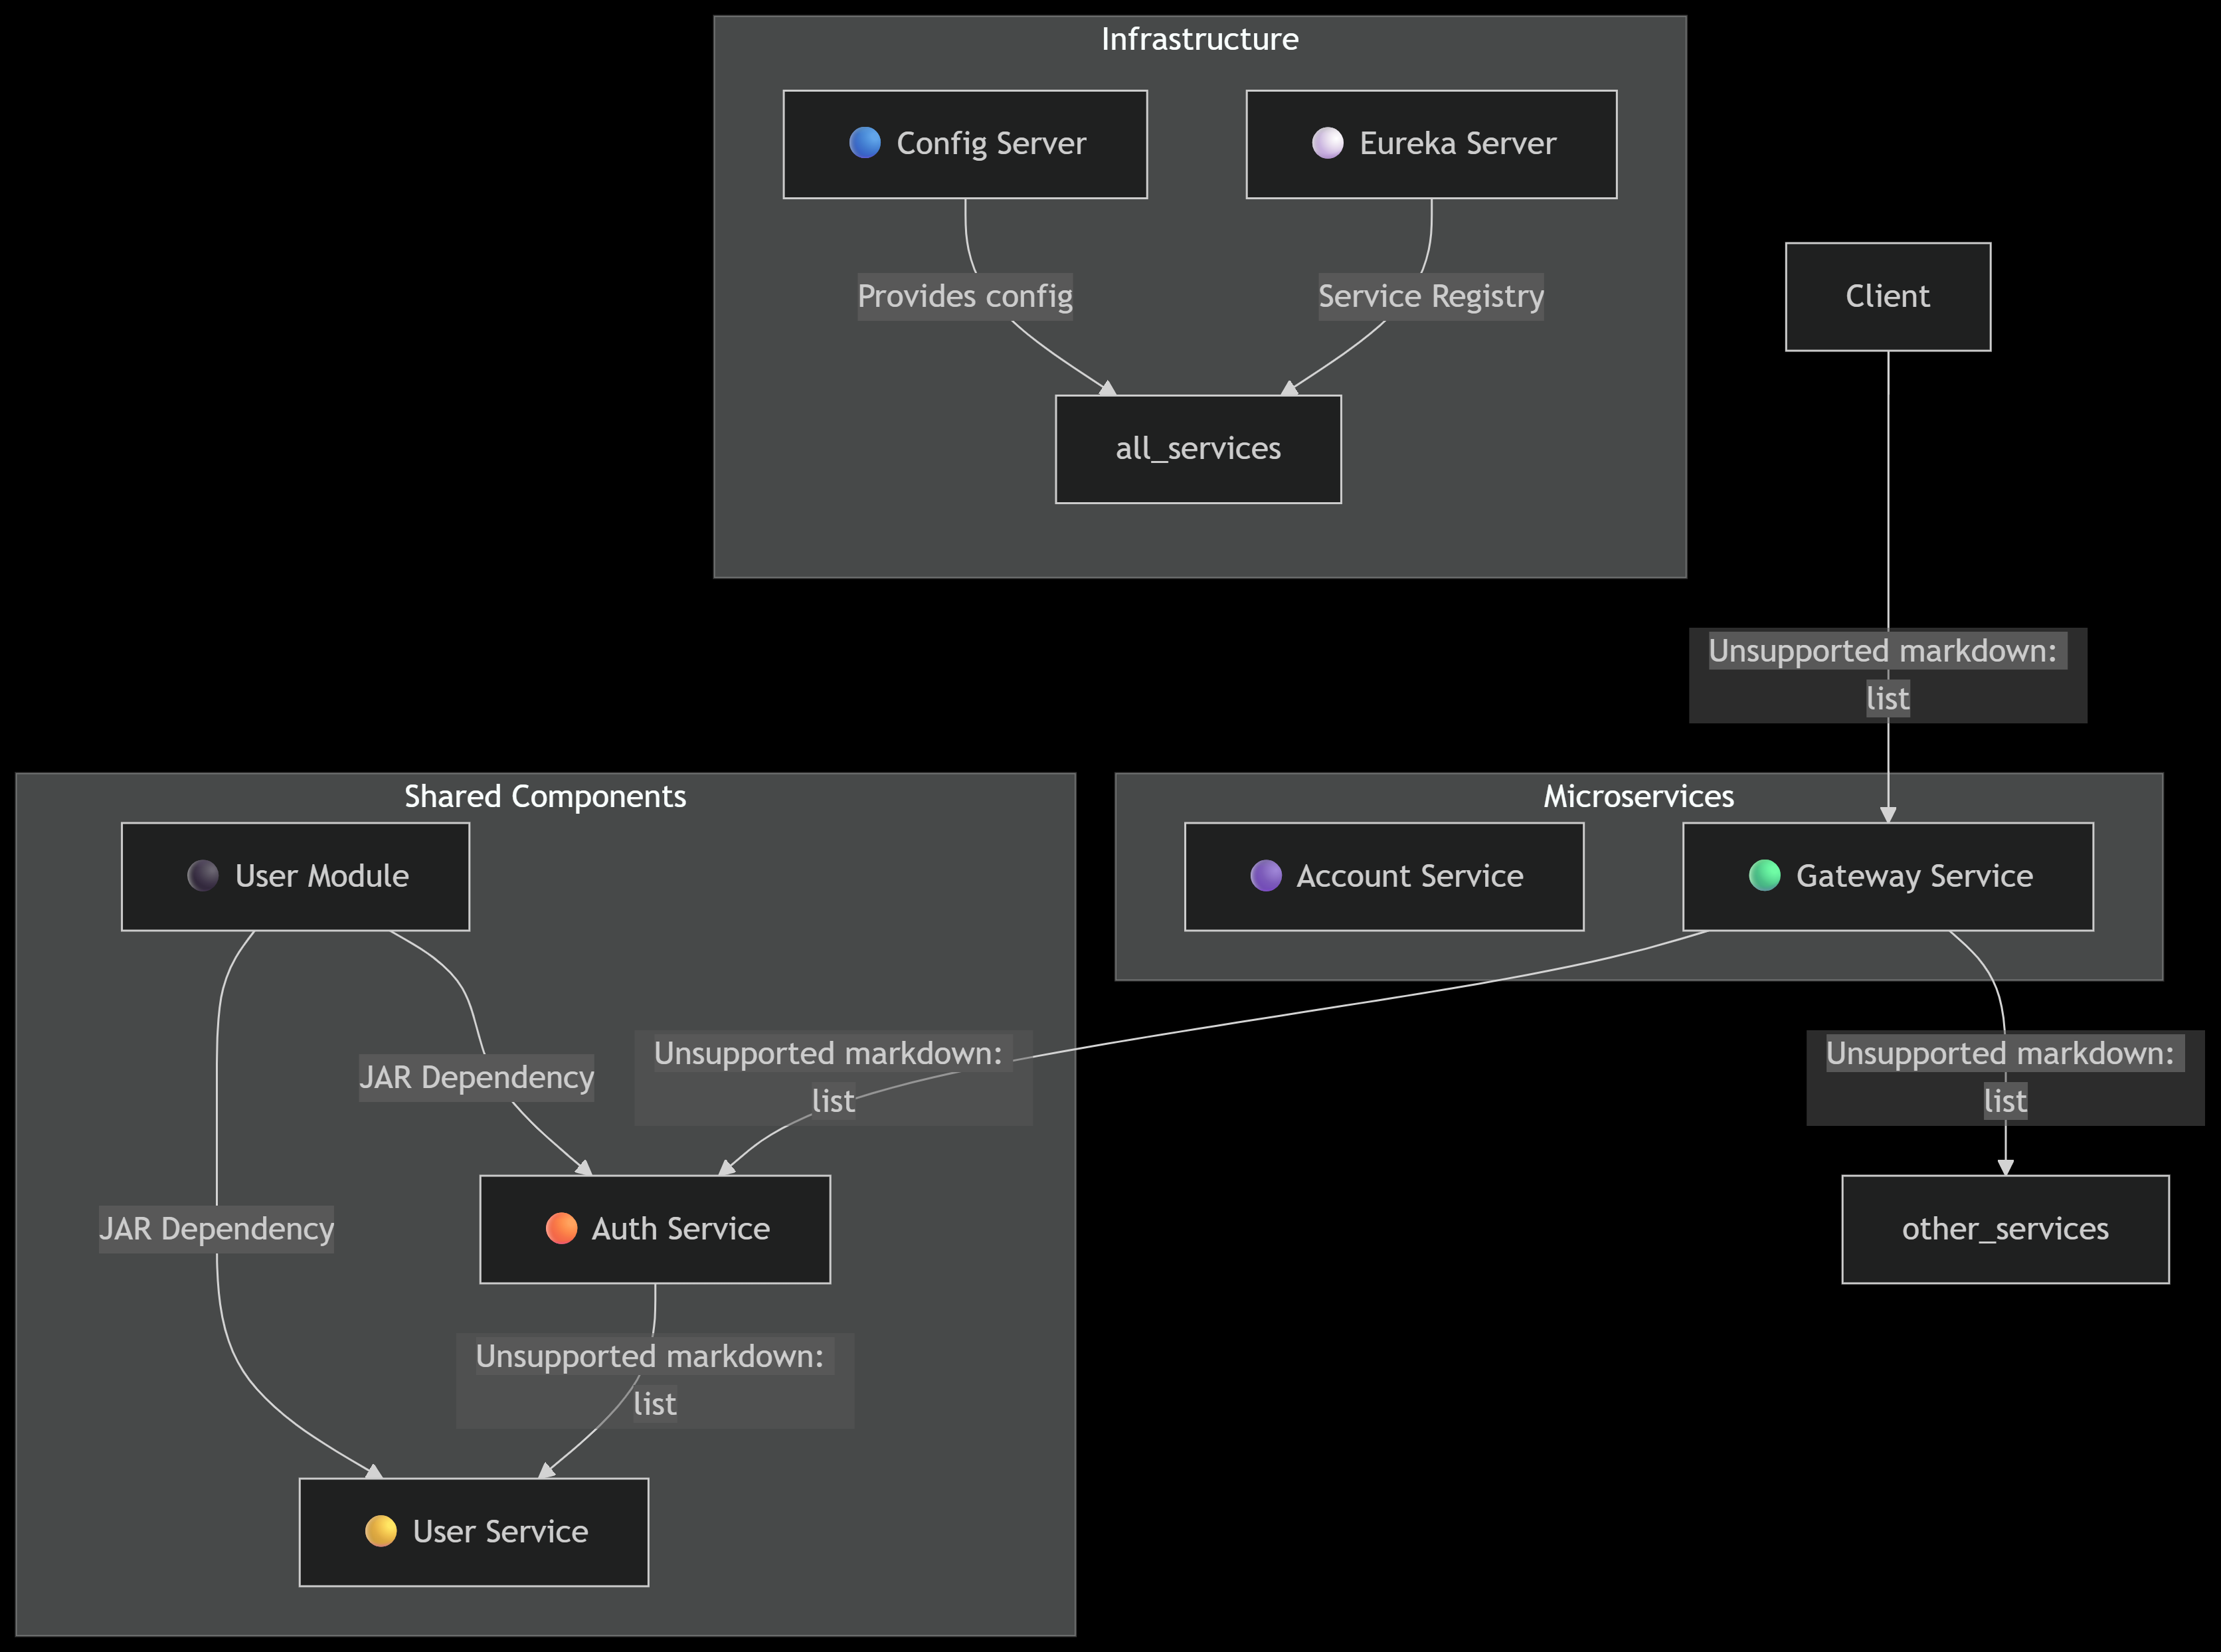 Infrastructure
Config Server
Eureka Server
Provides config
Service Registry
Client
all_services
Unsupported markdown:
list
Shared Components
Microservices
User Module
Account Service
Gateway Service
JAR Dependency
Unsupported markdown:
list
Unsupported markdown:
list
JAR Dependency
Auth Service
other_services
Unsupported markdown:
list
User Service